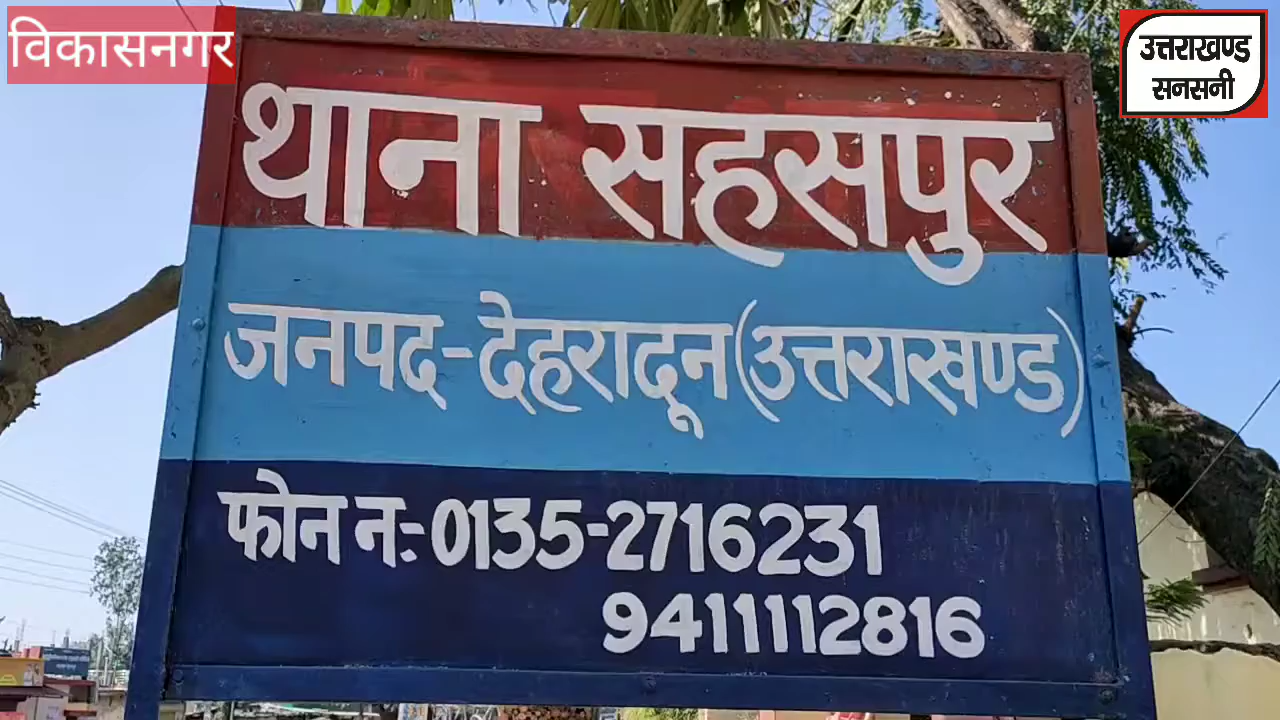 विकासनगर
उत्तराखण्ड
सनसनी
थाना सहसपुर
जनपद-देहरादून(उत्तराखण्ड)
फोन न:-0135-2716231
9411112816